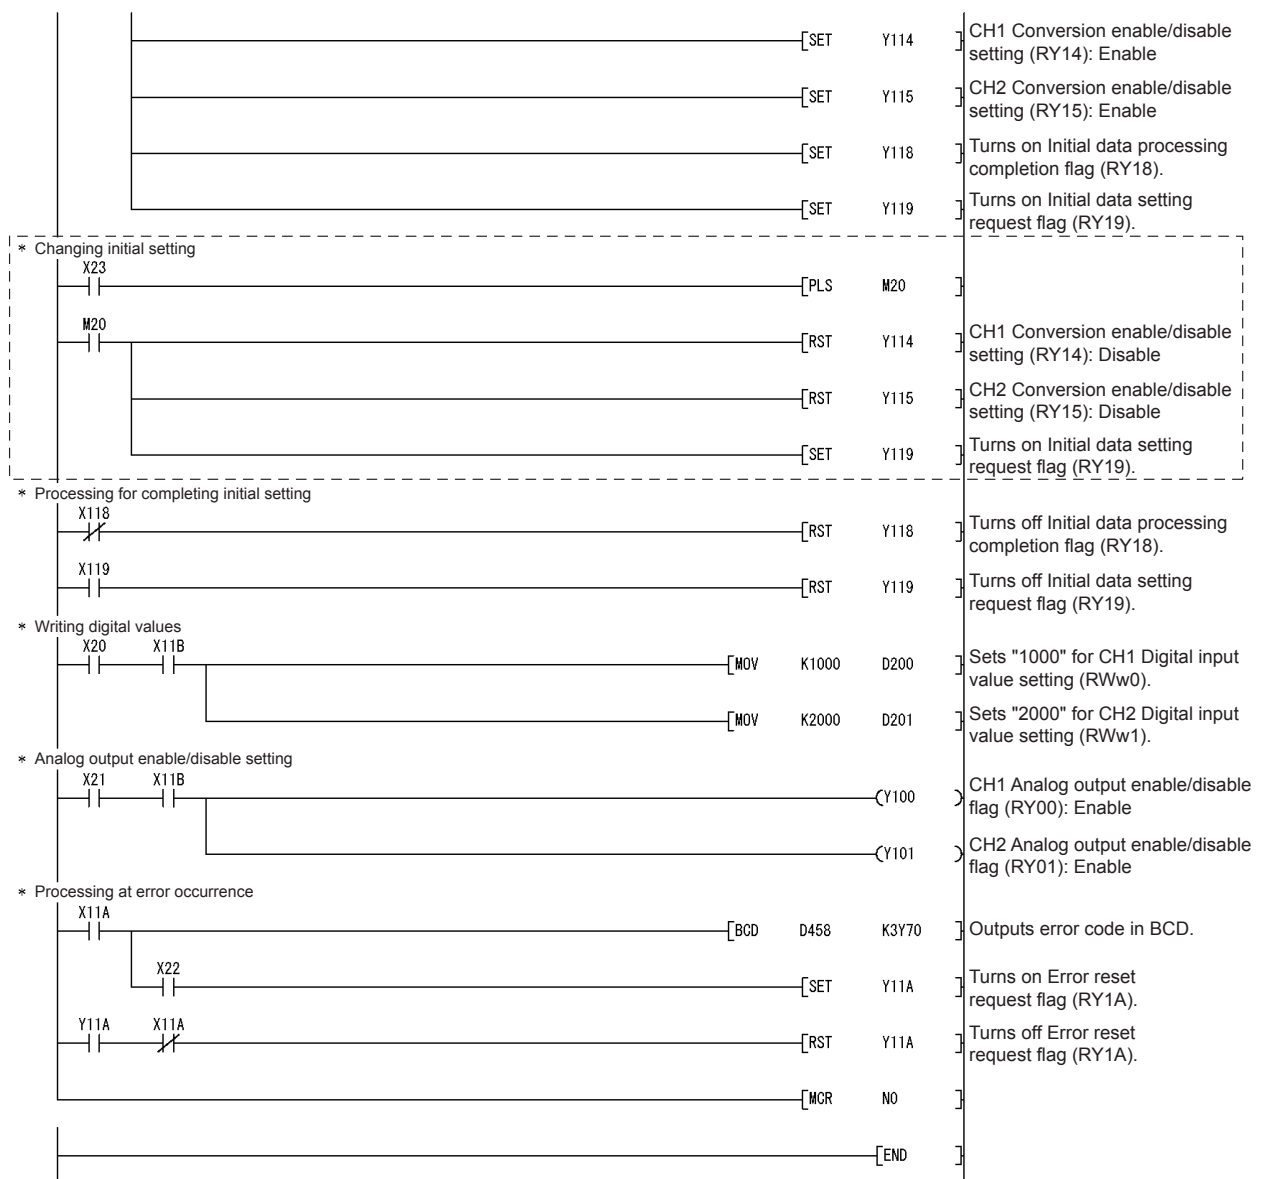 [SET Y114 ] CH1 Conversion enable/disable
setting (RY14): Enable
[SET Y115 ] CH2 Conversion enable/disable
setting (RY15): Enable
[SET Y118 ] Turns on Initial data processing
completion flag (RY18).
[SET Y119 ] Turns on Initial data setting
request flag (RY19).
* Changing initial setting
X23
[PLS M20 ]
M20
[RST Y114 ] CH1 Conversion enable/disable
setting (RY14): Disable
[RST Y115 ] CH2 Conversion enable/disable
setting (RY15): Disable
[SET Y119 ] Turns on Initial data setting
request flag (RY19).
* Processing for completing initial setting
X118
[RST Y118 ] Turns off Initial data processing
completion flag (RY18).
X119
[RST Y119 ] Turns off Initial data setting
request flag (RY19).
* Writing digital values
X20 X11B
[MOV K1000 D200 ] Sets "1000" for CH1 Digital input
value setting (RWw0).
[MOV K2000 D201 ] Sets "2000" for CH2 Digital input
value setting (RWw1).
* Analog output enable/disable setting
X21 X11B
(Y100 ) CH1 Analog output enable/disable
flag (RY00): Enable
(Y101 ) CH2 Analog output enable/disable
flag (RY01): Enable
* Processing at error occurrence
X11A
[BCD D458 K3Y70 ] Outputs error code in BCD.
X22
[SET Y11A ] Turns on Error reset
request flag (RY1A).
Y11A X11A
[RST Y11A ] Turns off Error reset
request flag (RY1A).
[MCR N0 ]
[END ]